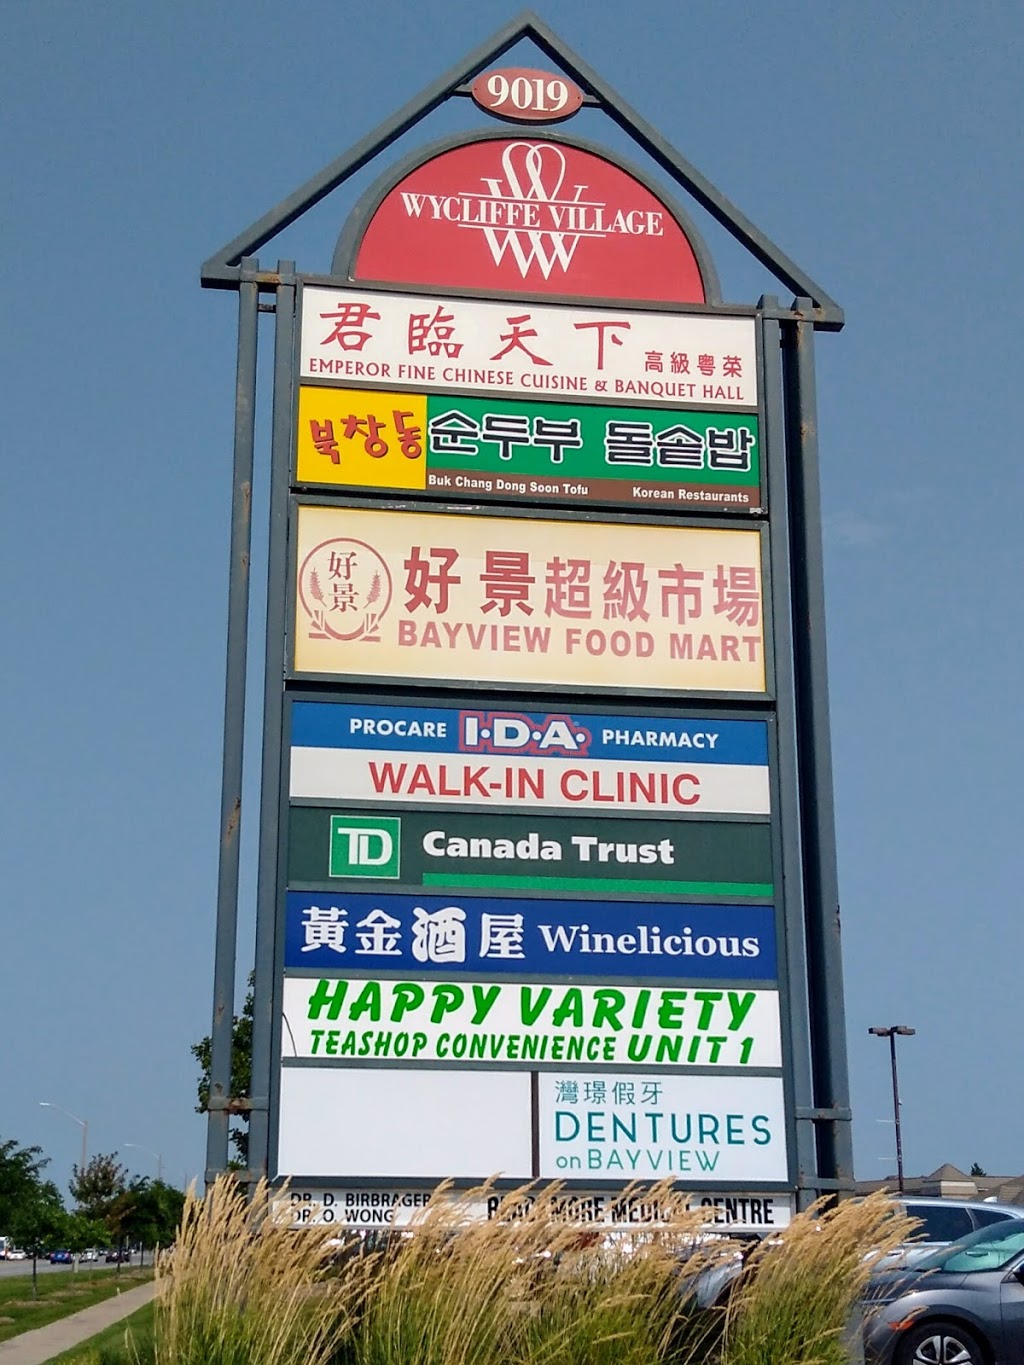 9019
WYCLIFFE VILLAGE
君臨天下 高級粵菜
EMPEROR FINE CHINESE CUISINE & BANQUET HALL
북창동 순두부 돌솥밥
Buk Chang Dong Soon Tofu Korean Restaurants
好景
好景超級市場
BAYVIEW FOOD MART
PROCARE I·D·A· PHARMACY
WALK-IN CLINIC
TD Canada Trust
黃金酒屋 Winelicious
HAPPY VARIETY
TEASHOP CONVENIENCE UNIT 1
灣璟假牙
DENTURES
on BAYVIEW
DR. D. BIRBRAGER
DR. O. WONG
MORE MEDICAL CENTRE